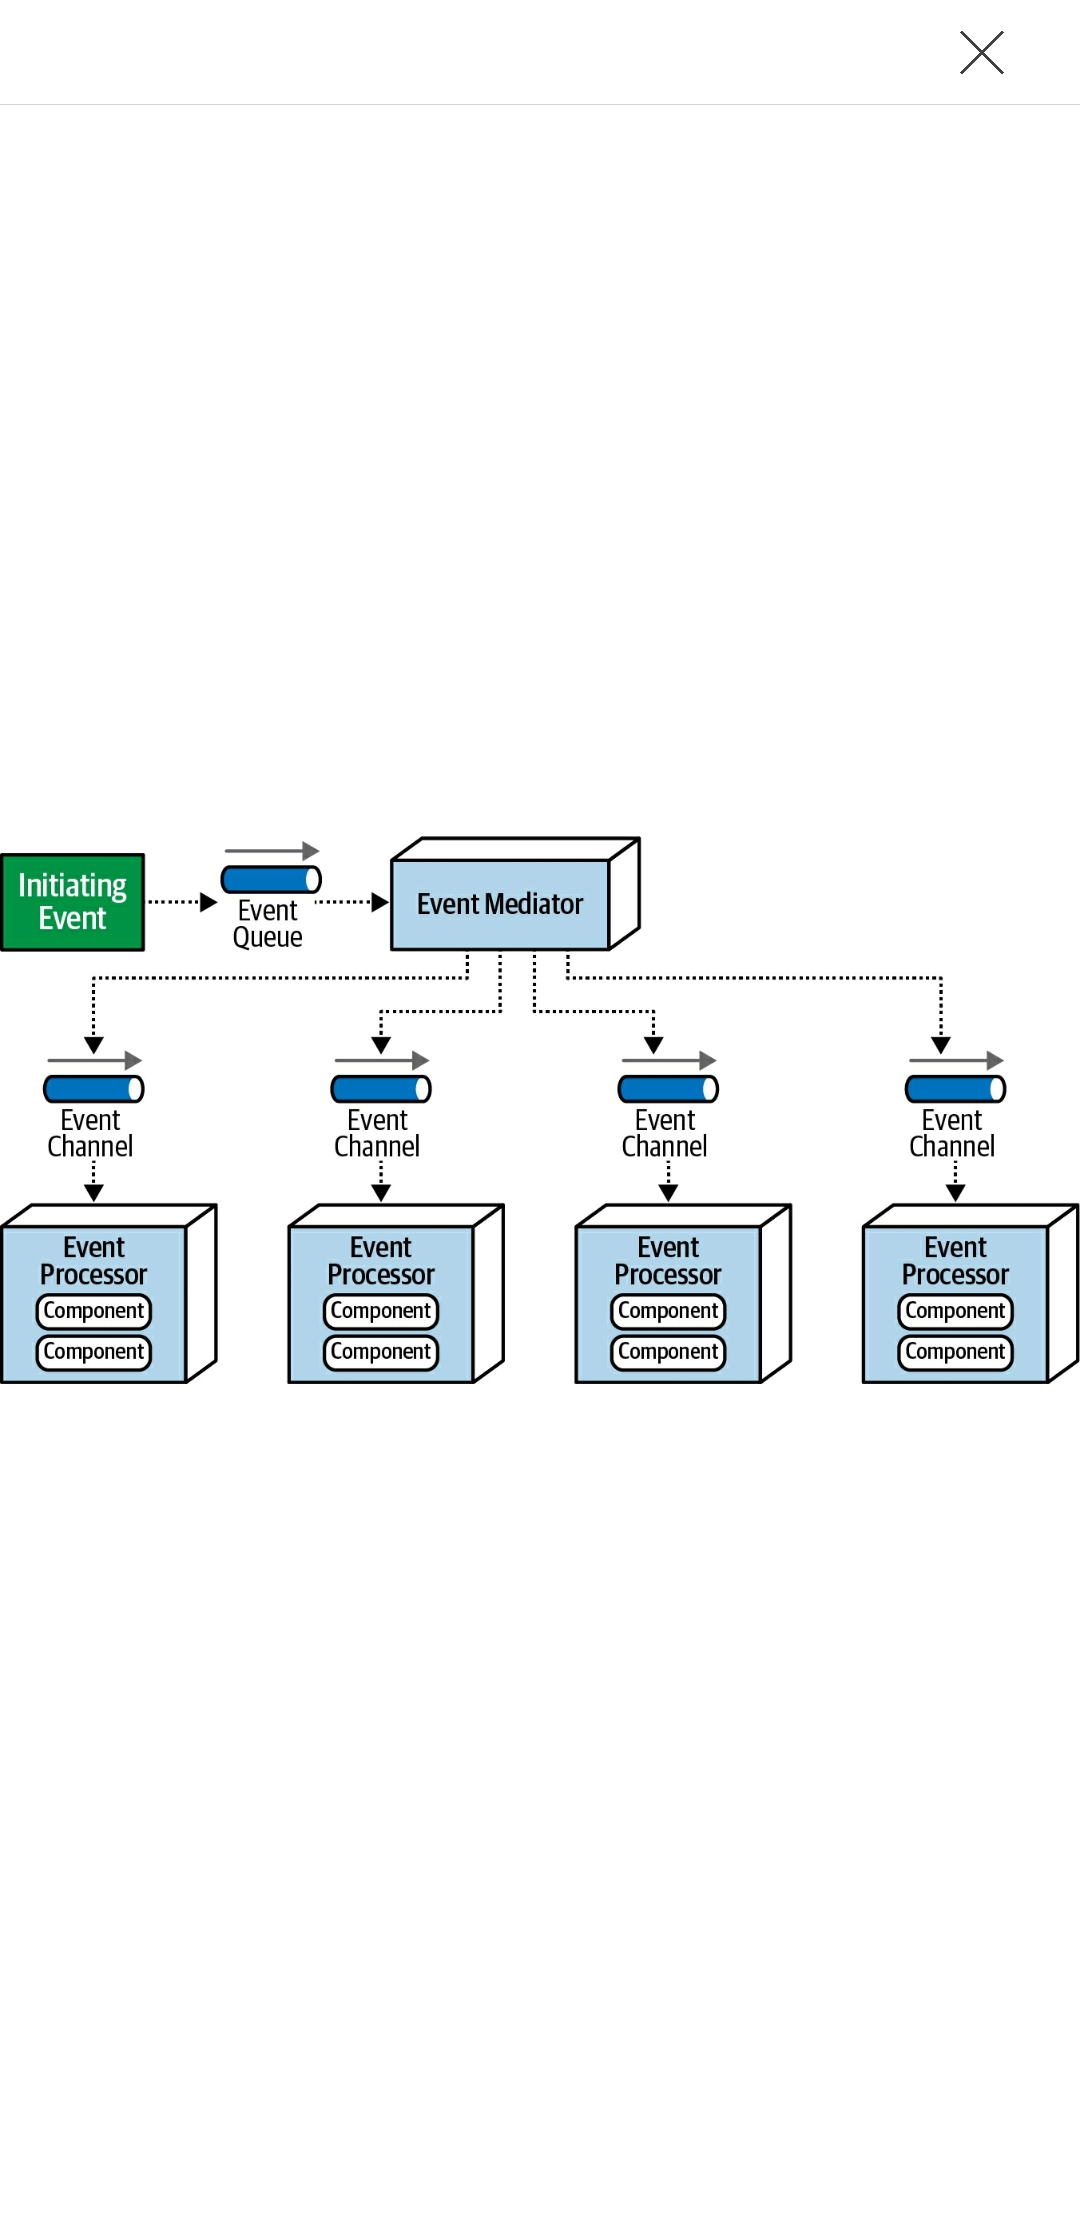 Initiating
Event
Event
Queue
Event Mediator
Event
Channel
Event
Channel
Event
Channel
Event
Channel
Event
Processor
Component
Component
Event
Processor
Component
Component
Event
Processor
Component
Component
Event
Processor
Component
Component